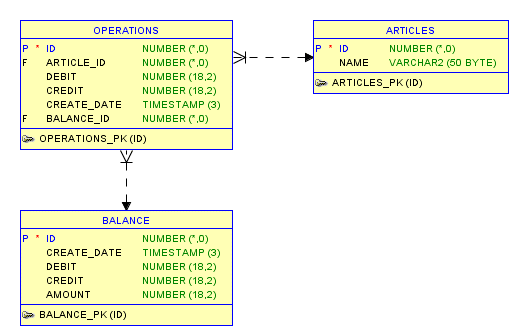 OPERATIONS
P * ID NUMBER (*,0)
F ARTICLE_ID NUMBER (*,0)
DEBIT NUMBER (18,2)
CREDIT NUMBER (18,2)
CREATE_DATE TIMESTAMP (3)
F BALANCE_ID NUMBER (*,0)
OPERATIONS_PK (ID)
ARTICLES
P * ID NUMBER (*,0)
NAME VARCHAR2 (50 BYTE)
ARTICLES_PK (ID)
BALANCE
P * ID NUMBER (*,0)
CREATE_DATE TIMESTAMP (3)
DEBIT NUMBER (18,2)
CREDIT NUMBER (18,2)
AMOUNT NUMBER (18,2)
BALANCE_PK (ID)